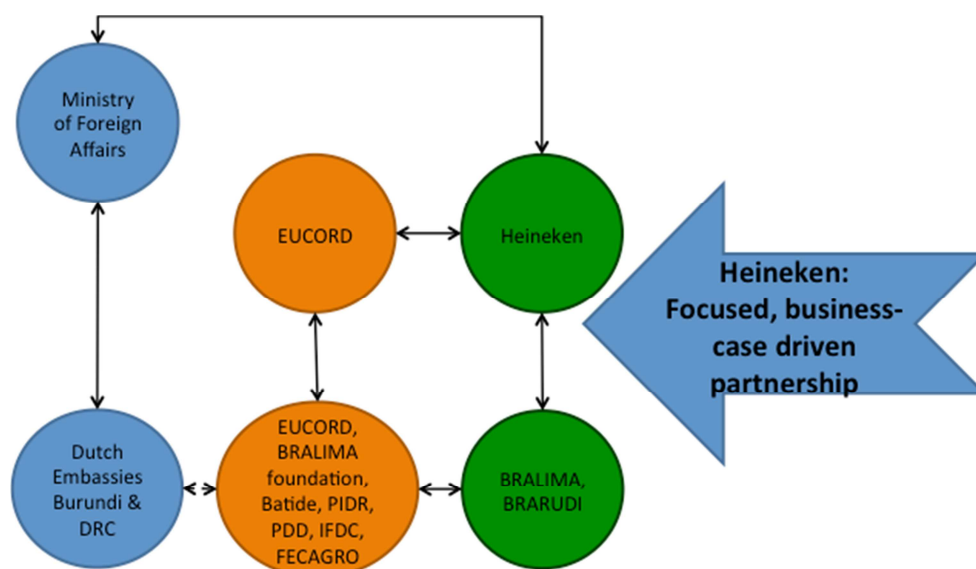 Ministry
of Foreign
Affairs
EUCORD
Heineken
Heineken:
Focused, business-
case driven
partnership
Dutch
Embassies
Burundi &
DRC
EUCORD,
BRALIMA
foundation,
Batide, PIDR,
PDD, IFDC,
FECAGRO
BRALIMA,
BRARUDI